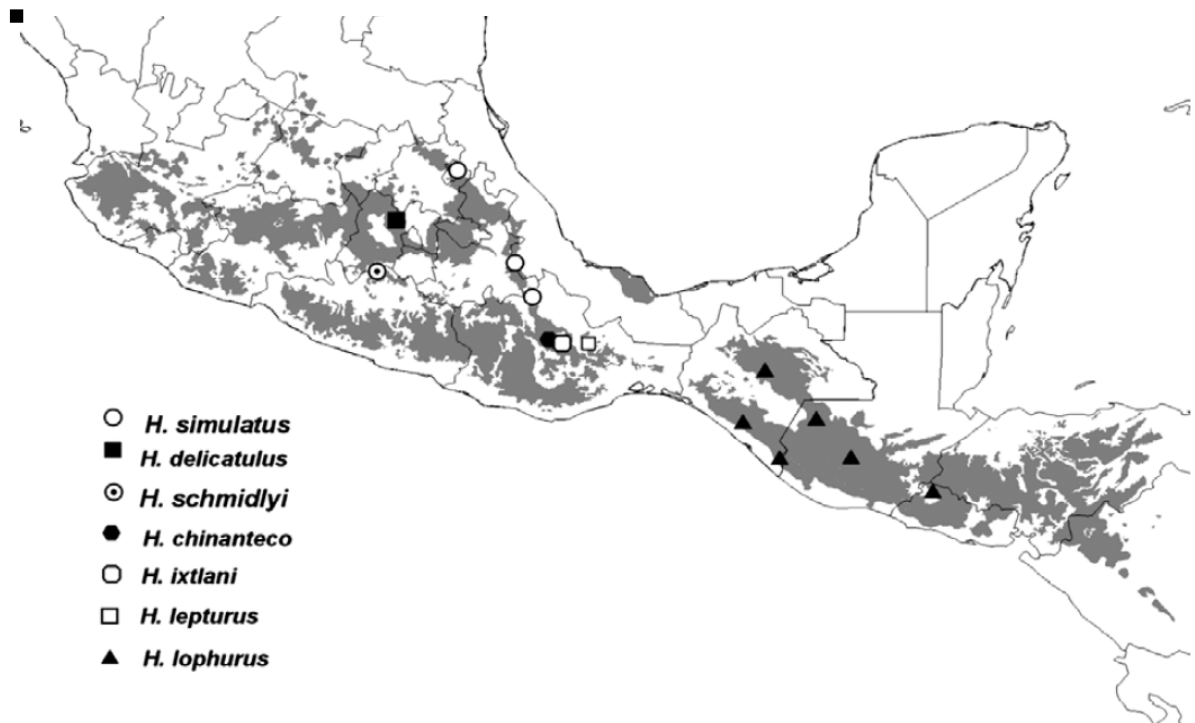 H. simulatus
H. delicatulus
H. schmidlyi
H. chinanteco
H. ixtlani
H. lepturus
H. lophurus